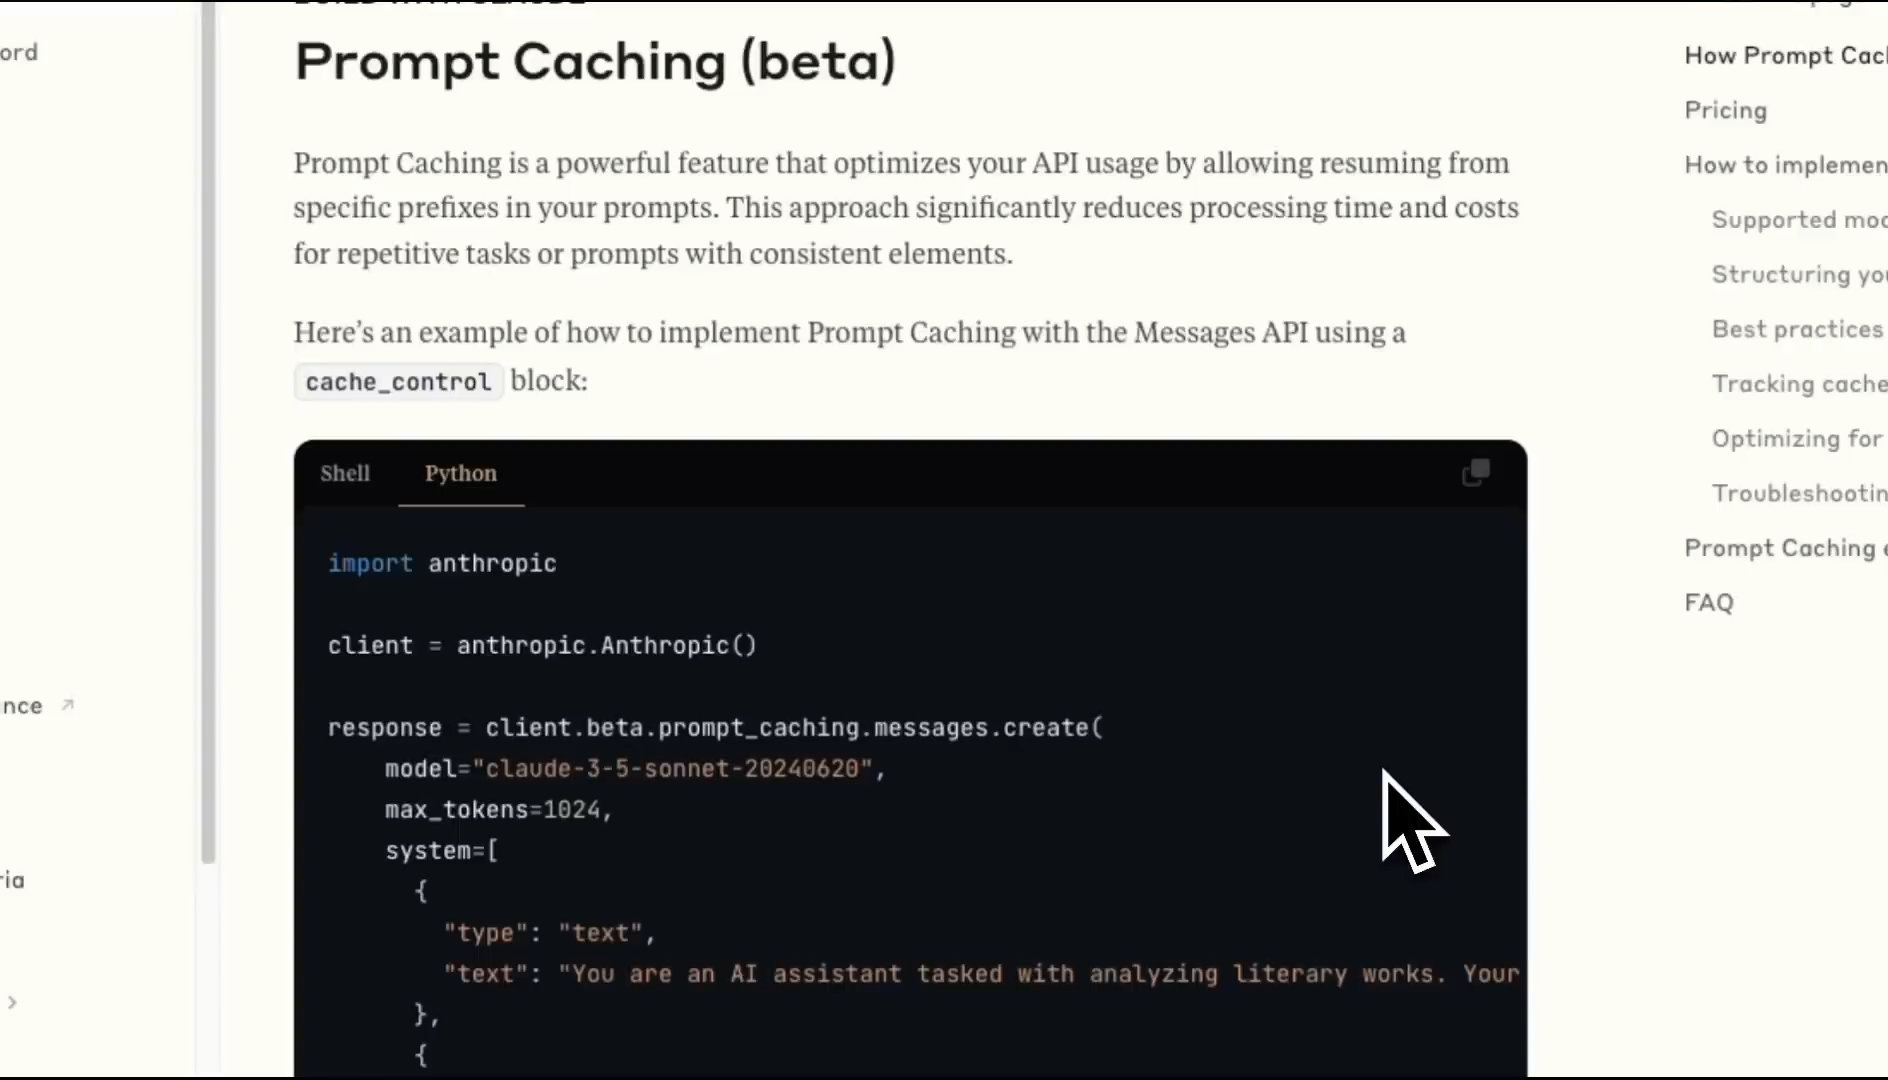 ord
nce
ria
Prompt Caching (beta)
Prompt Caching is a powerful feature that optimizes your API usage by allowing resuming from
specific prefixes in your prompts. This approach significantly reduces processing time and costs
for repetitive tasks or prompts with consistent elements.
Here’s an example of how to implement Prompt Caching with the Messages API using a
cache_control block:
Shell Python
import anthropic
client = anthropic.Anthropic()
response = client.beta.prompt_caching.messages.create(
model="claude-3-5-sonnet-20240620",
max_tokens=1024,
system=[
{
"type": "text",
"text": "You are an AI assistant tasked with analyzing literary works. Your
},
{
How Prompt Cach
Pricing
How to implemen
Supported mod
Structuring you
Best practices
Tracking cache
Optimizing for
Troubleshootin
Prompt Caching e
FAQ